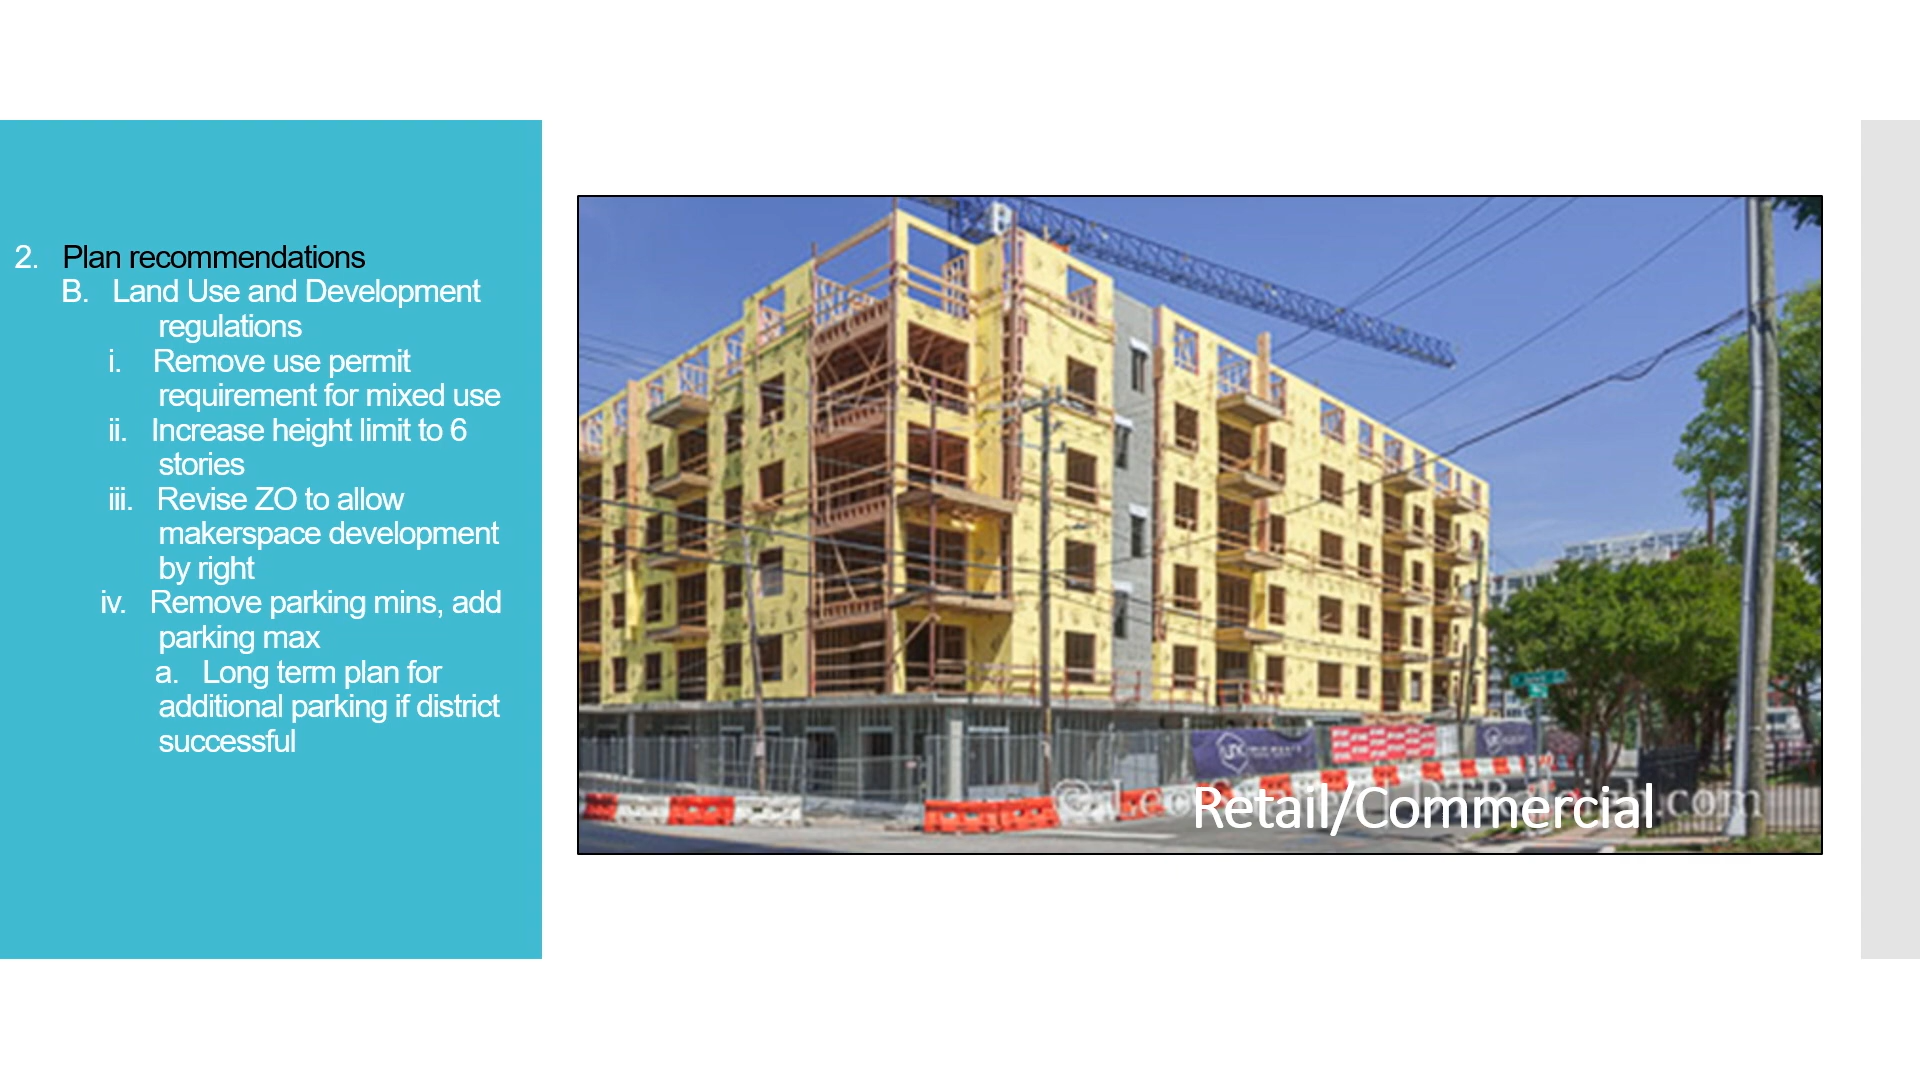 2. Plan recommendations
B. Land Use and Development
regulations
i. Remove use permit
requirement for mixed use
ii. Increase height limit to 6
stories
iii. Revise ZO to allow
makerspace development
by right
iv. Remove parking mins, add
parking max
a. Long term plan for
additional parking if district
successful
Retail/Commercial